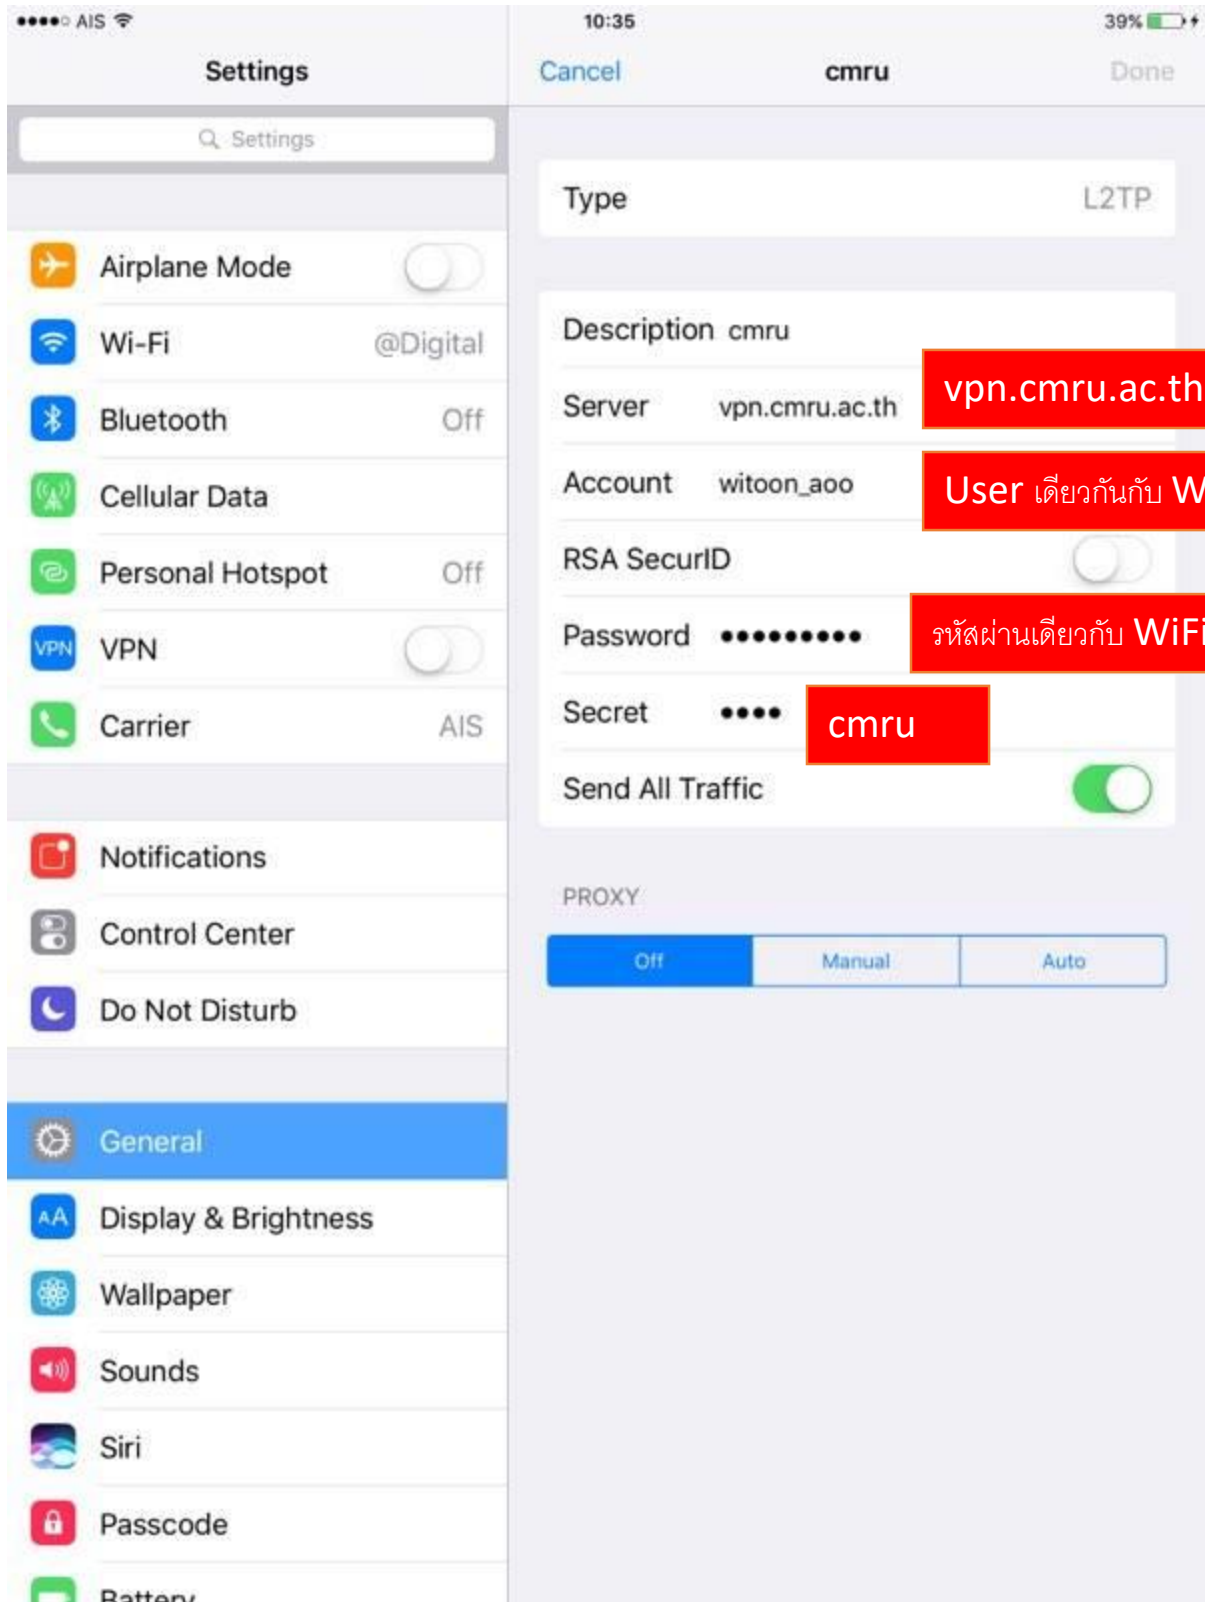 AIS
10:35
39%
Settings
Cancel
cmru
Done
Settings
Type
L2TP
Airplane Mode
Wi-Fi
@Digital
Bluetooth
Off
Cellular Data
Personal Hotspot
Off
VPN
VPN
Carrier
AIS
Notifications
Control Center
Do Not Disturb
General
AA
Display & Brightness
Wallpaper
Sounds
Siri
Passcode
Battery
Description cmru
Server vpn.cmru.ac.th
vpn.cmru.ac.th
Account witoon_aoo
User เดียวกันกับ W
RSA SecurID
Password •••••••••
รหัสผ่านเดียวกับ WiFi
Secret ••••
cmru
Send All Traffic
PROXY
Off
Manual
Auto